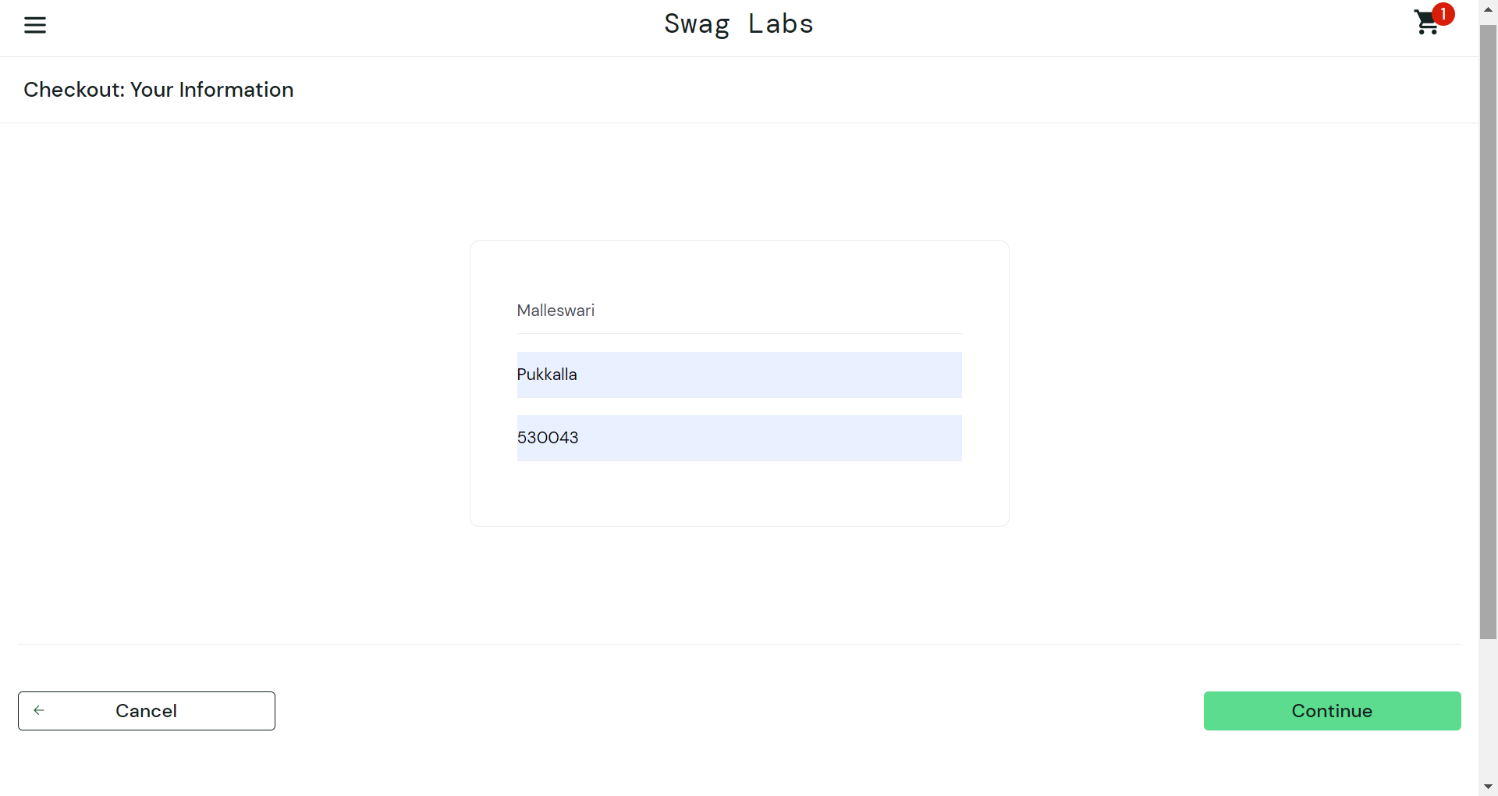 Swag Labs
1
Checkout: Your Information
Malleswari
Pukkalla
530043
Cancel
Continue